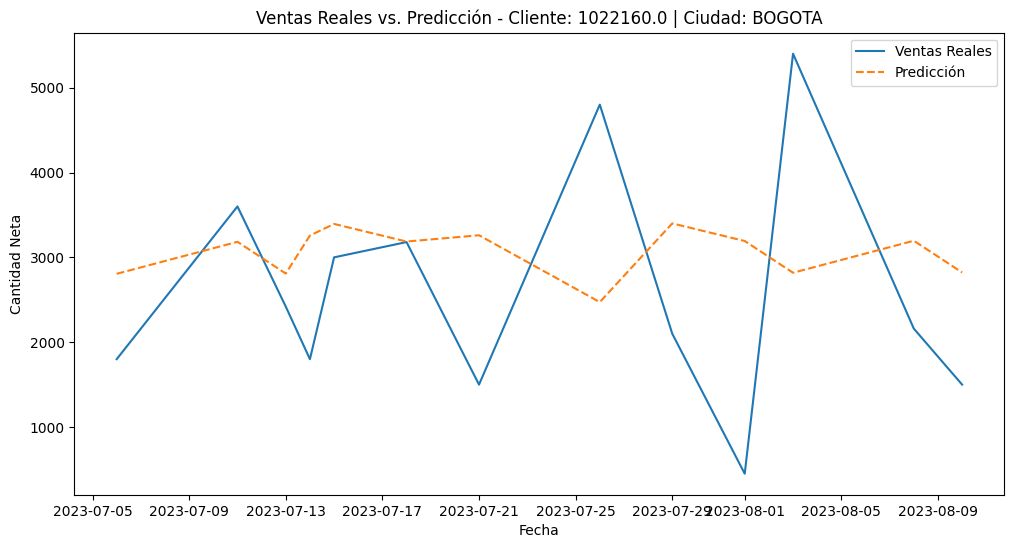 Ventas Reales vs. Predicción - Cliente: 1022160.0 | Ciudad: BOGOTA
Ventas Reales
Predicción
Cantidad Neta
5000
4000
3000
2000
1000
2023-07-05 2023-07-09 2023-07-13 2023-07-17 2023-07-21 2023-07-25 2023-07-29 2023-08-01 2023-08-05 2023-08-09
Fecha